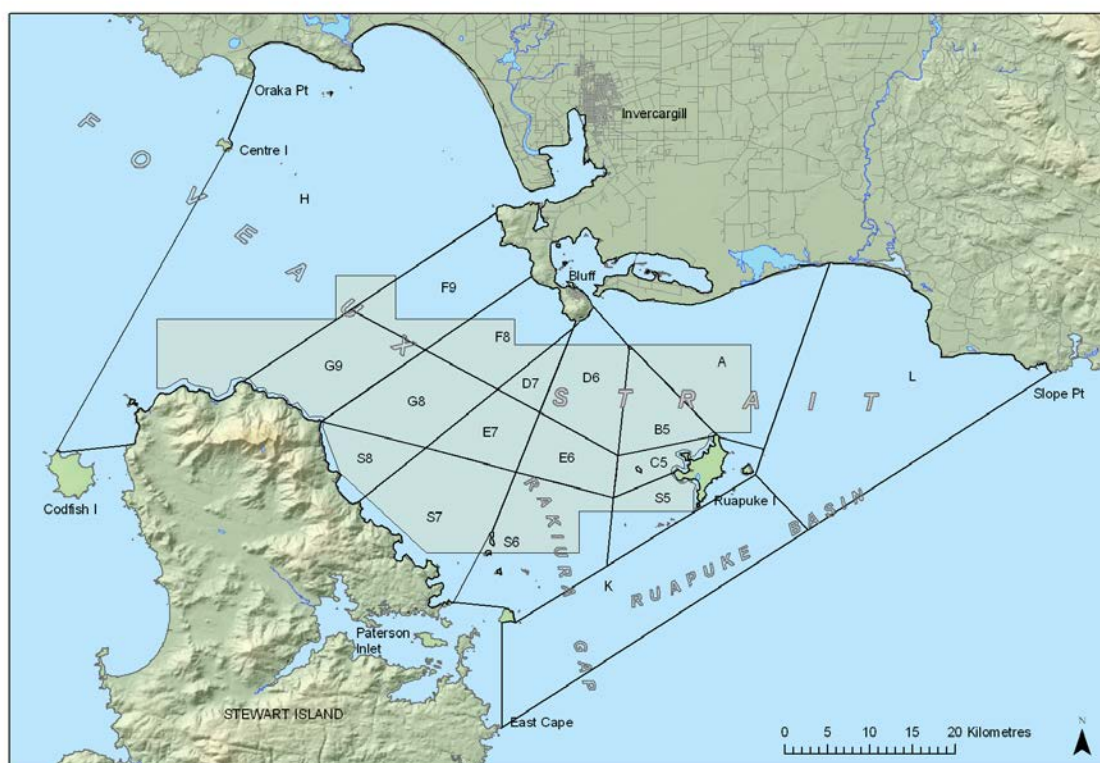 Oraka Pt
Invercargill
Centre I
H
FOVEAUX
STRAIT
Bluff
F9
F8
G9
A
D7
D6
L
Slope Pt
G8
E7
B5
S8
E6
C5
Codfish I
S5
Ruapuke I
S7
S6
RAKIURA
GAP
K
RUAPUKE BASIN
Paterson
Inlet
STEWART ISLAND
East Cape
N
0 5 10 15 20 Kilometres